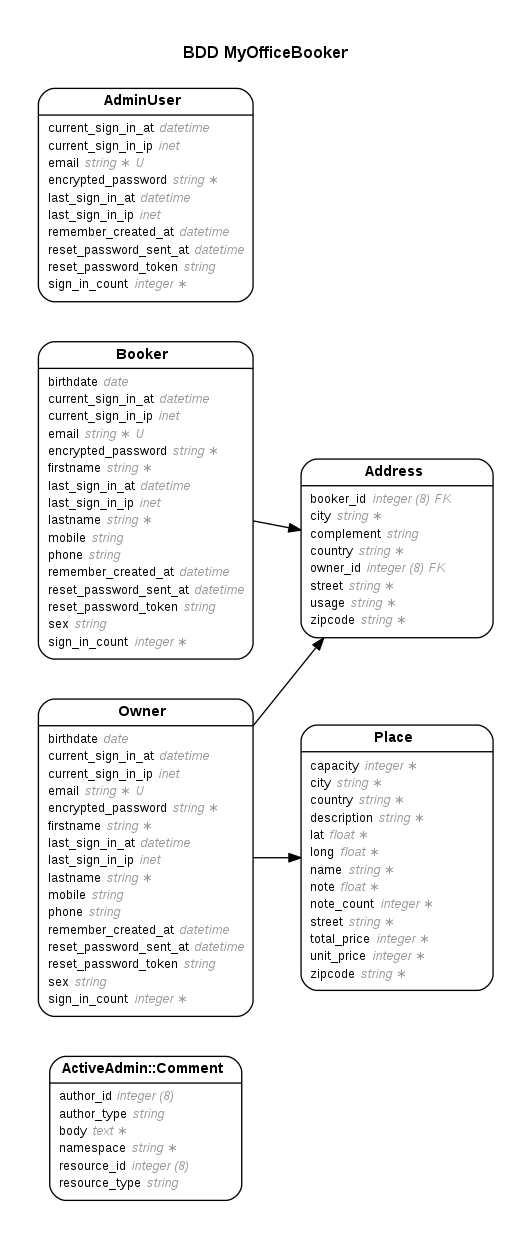 BDD MyOfficeBooker
AdminUser
current_sign_in_at datetime
current_sign_in_ip inet
email string ∗ U
encrypted_password string ∗
last_sign_in_at datetime
last_sign_in_ip inet
remember_created_at datetime
reset_password_sent_at datetime
reset_password_token string
sign_in_count integer ∗
Booker
birthdate date
current_sign_in_at datetime
current_sign_in_ip inet
email string ∗ U
encrypted_password string ∗
firstname string ∗
last_sign_in_at datetime
last_sign_in_ip inet
lastname string ∗
mobile string
phone string
remember_created_at datetime
reset_password_sent_at datetime
reset_password_token string
sex string
sign_in_count integer ∗
Address
booker_id integer (8) FK
city string ∗
complement string
country string ∗
owner_id integer (8) FK
street string ∗
usage string ∗
zipcode string ∗
Owner
birthdate date
current_sign_in_at datetime
current_sign_in_ip inet
email string ∗ U
encrypted_password string ∗
firstname string ∗
last_sign_in_at datetime
last_sign_in_ip inet
lastname string ∗
mobile string
phone string
remember_created_at datetime
reset_password_sent_at datetime
reset_password_token string
sex string
sign_in_count integer ∗
Place
capacity integer ∗
city string ∗
country string ∗
description string ∗
lat float ∗
long float ∗
name string ∗
note float ∗
note_count integer ∗
street string ∗
total_price integer ∗
unit_price integer ∗
zipcode string ∗
ActiveAdmin::Comment
author_id integer (8)
author_type string
body text ∗
namespace string ∗
resource_id integer (8)
resource_type string